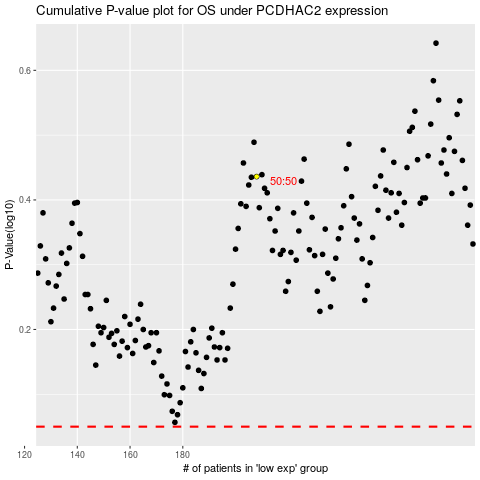 Cumulative P-value plot for OS under PCDHAC2 expression
P-Value(log10)
0.6
0.4
0.2
50:50
120 140 160 180
# of patients in 'low exp' group